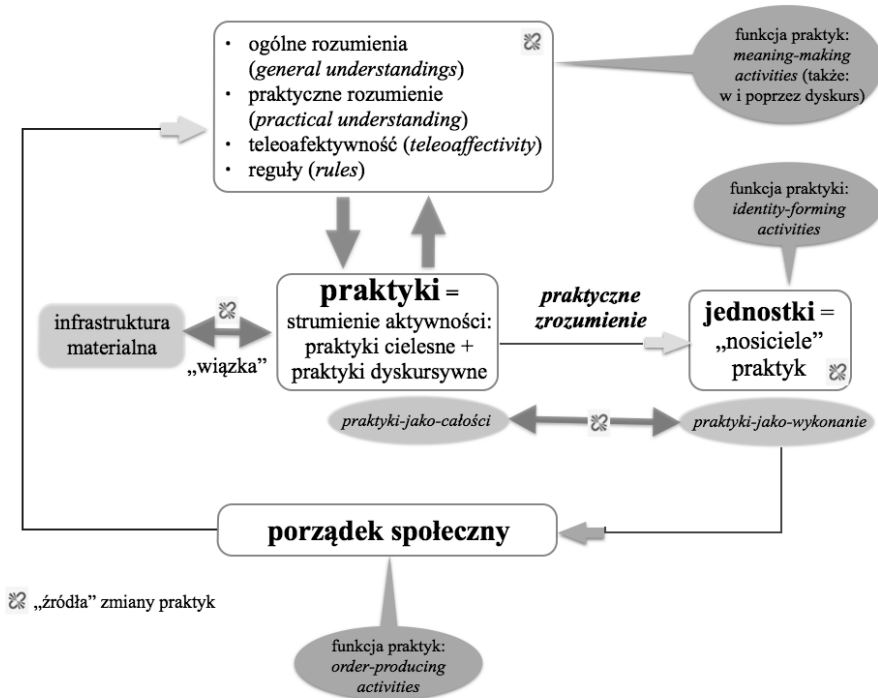 • ogólne rozumienia
(general understandings)
• praktyczne rozumienie
(practical understanding)
• teleoafektywność (teleoaffectivity)
• reguły (rules)
funkcja praktyk:
meaning-making
activities (także:
w i poprzez dyskurs)
funkcja praktyki:
identity-forming
activities
infrastruktura
materialna
„wiązka”
praktyki =
strumienie aktywności:
praktyki cielesne +
praktyki dyskursywne
praktyczne
zrozumienie
jednostki =
„nosiciele”
praktyk
praktyki-jako-całości
praktyki-jako-wykonanie
porządek społeczny
„źródła” zmiany praktyk
funkcja praktyk:
order-producing
activities